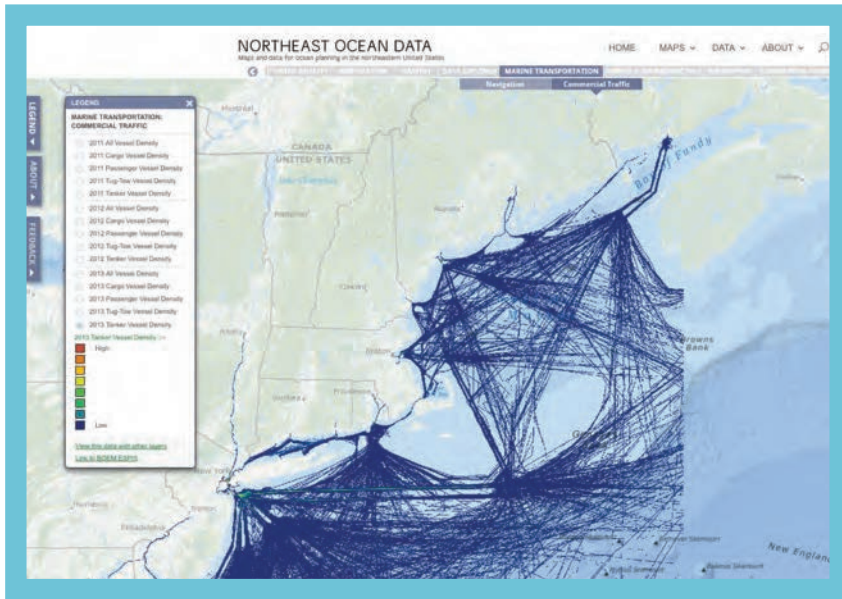 NORTHEAST OCEAN DATA
Maps and data for ocean planning in the northeastern United States
HOME MAPS DATA ABOUT
MARINE TRANSPORTATION
Navigation Commercial Traffic
LEGEND
ABOUT
FEEDBACK
LEGEND
MARINE TRANSPORTATION:
COMMERCIAL TRAFFIC
2011 All Vessel Density
2011 Cargo Vessel Density
2011 Passenger Vessel Density
2011 Tug-Tow Vessel Density
2011 Tanker Vessel Density
2012 All Vessel Density
2012 Cargo Vessel Density
2012 Passenger Vessel Density
2012 Tug-Tow Vessel Density
2012 Tanker Vessel Density
2013 All Vessel Density
2013 Cargo Vessel Density
2013 Passenger Vessel Density
2013 Tug-Tow Vessel Density
2013 Tanker Vessel Density
2013 Tanker Vessel Density
High
Low
View this data with other layers
Link to BOEM ESPIS
Montréal
CANADA
UNITED STATES
Bay of Fundy
Boston
Browns
Bank
New York
Trenton
Philadelphia
New England